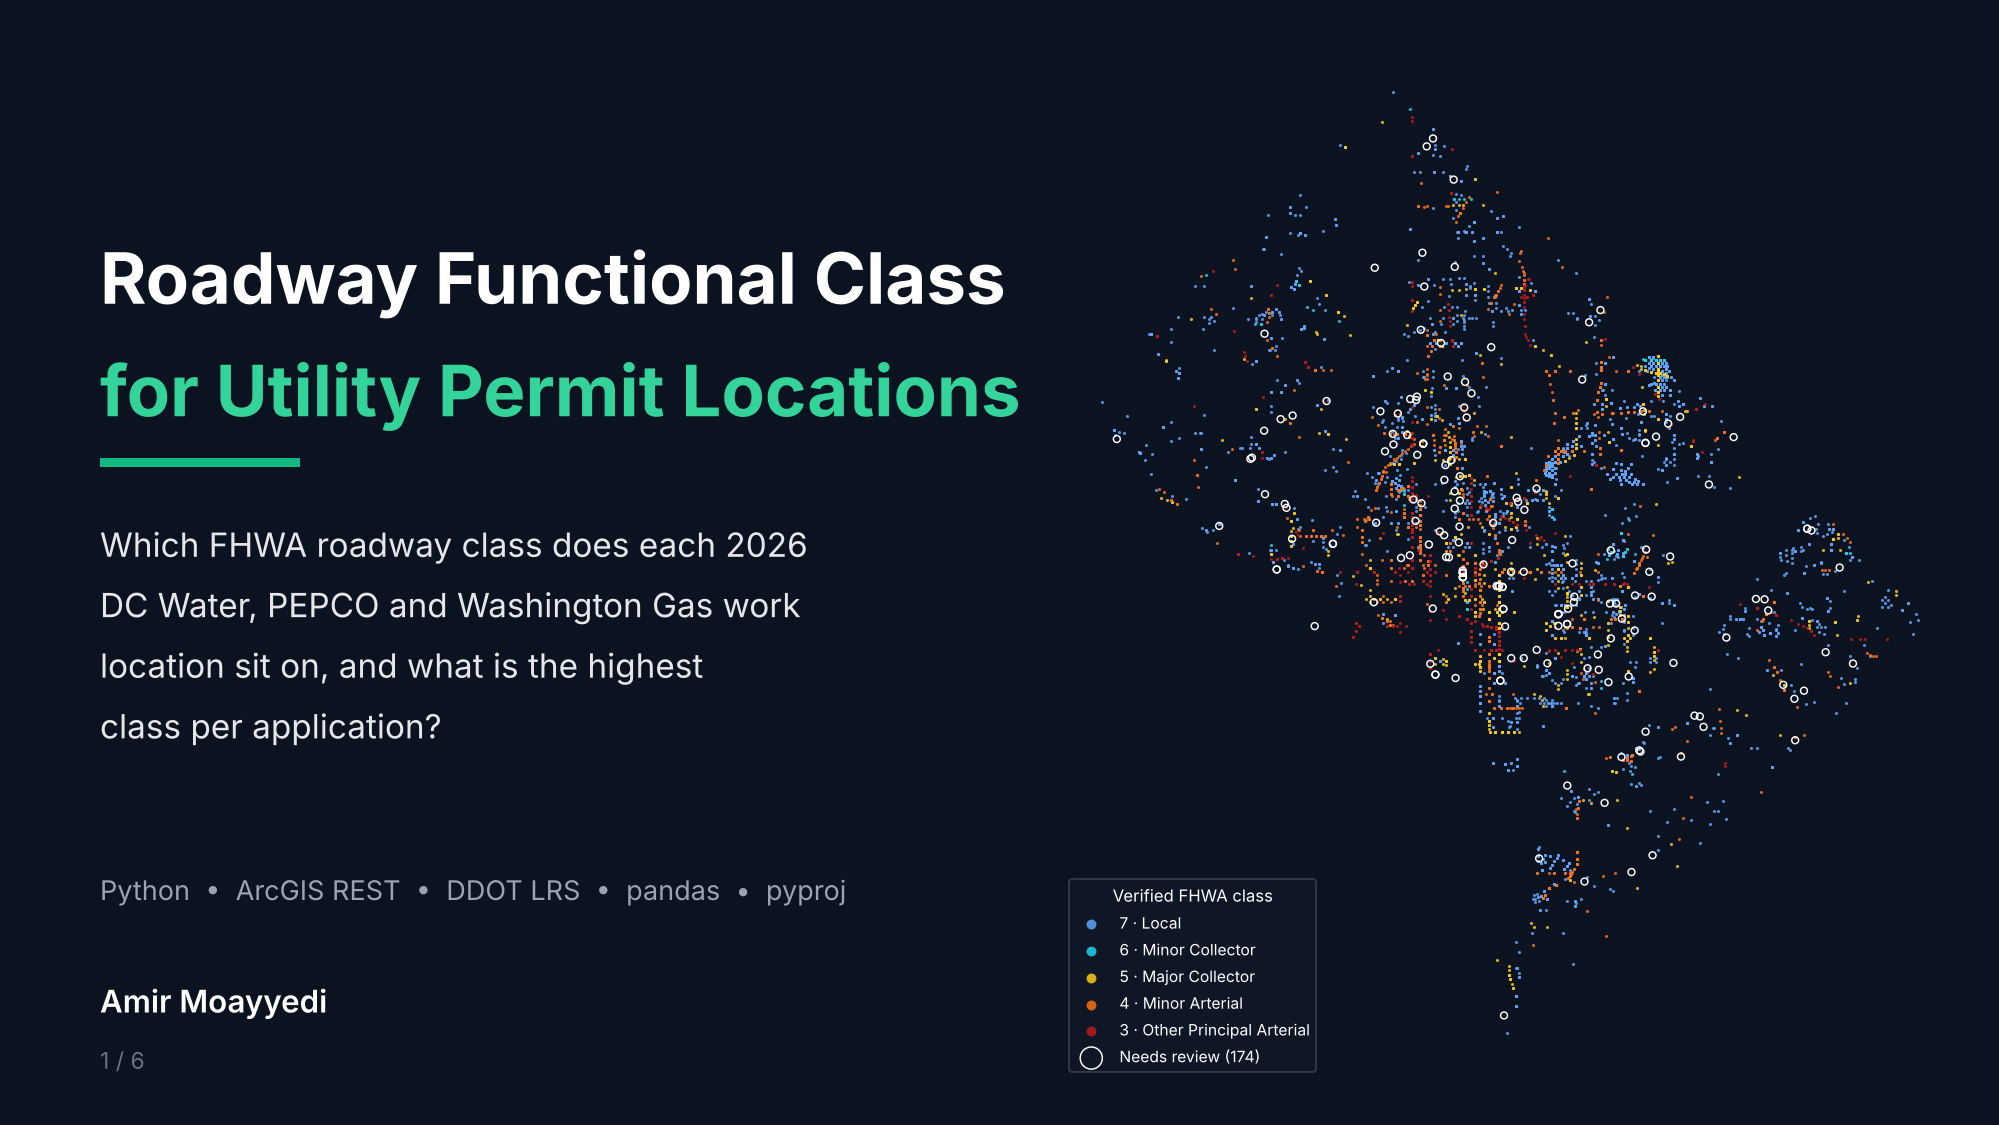 Roadway Functional Class
for Utility Permit Locations
Which FHWA roadway class does each 2026
DC Water, PEPCO and Washington Gas work
location sit on, and what is the highest
class per application?
Python • ArcGIS REST • DDOT LRS • pandas • pyproj
Amir Moayyedi
1 / 6
Verified FHWA class
7 · Local
6 · Minor Collector
5 · Major Collector
4 · Minor Arterial
3 · Other Principal Arterial
Needs review (174)